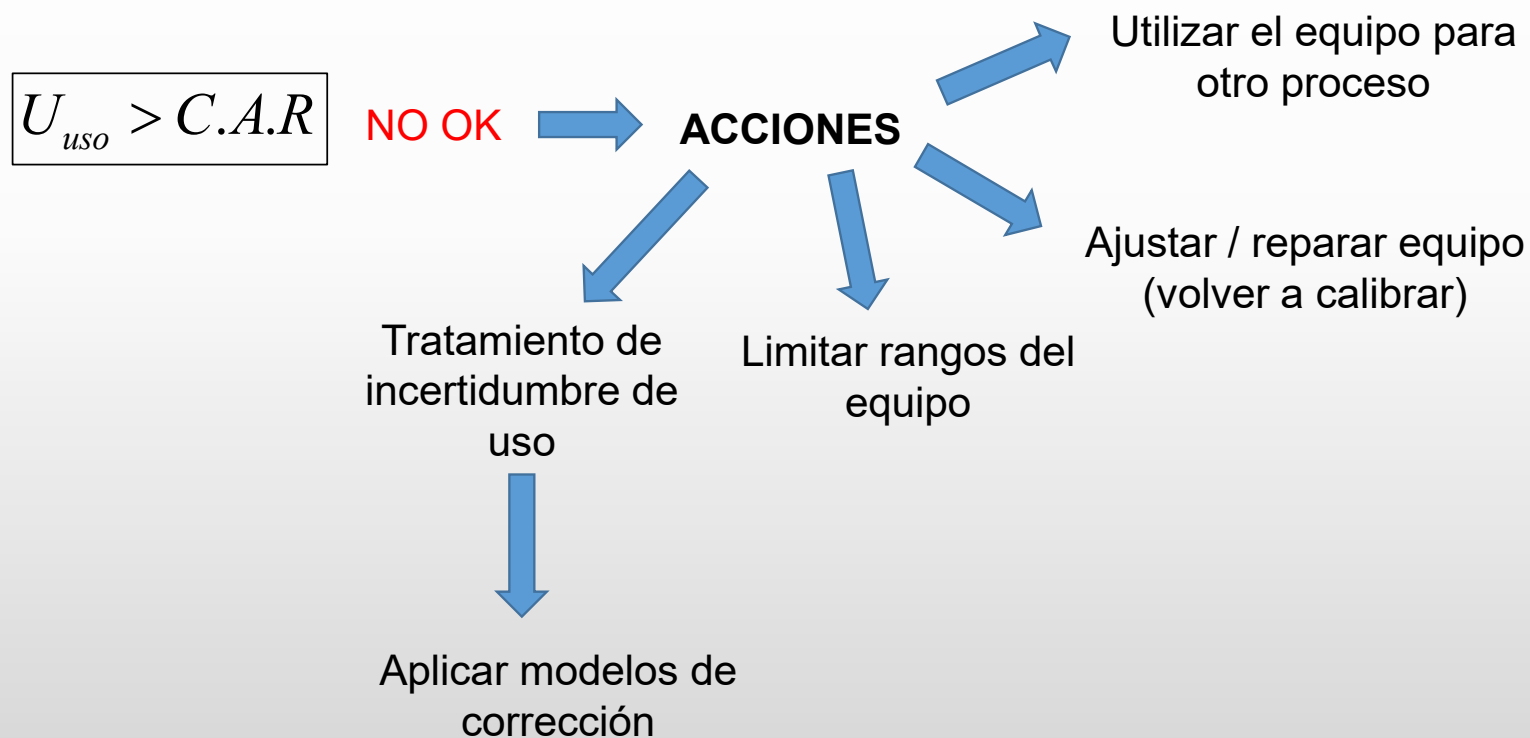 Utilizar el equipo para
otro proceso
U_uso > C.A.R
NO OK
ACCIONES
Ajustar / reparar equipo
(volver a calibrar)
Tratamiento de
incertidumbre de
uso
Limitar rangos del
equipo
Aplicar modelos de
corrección